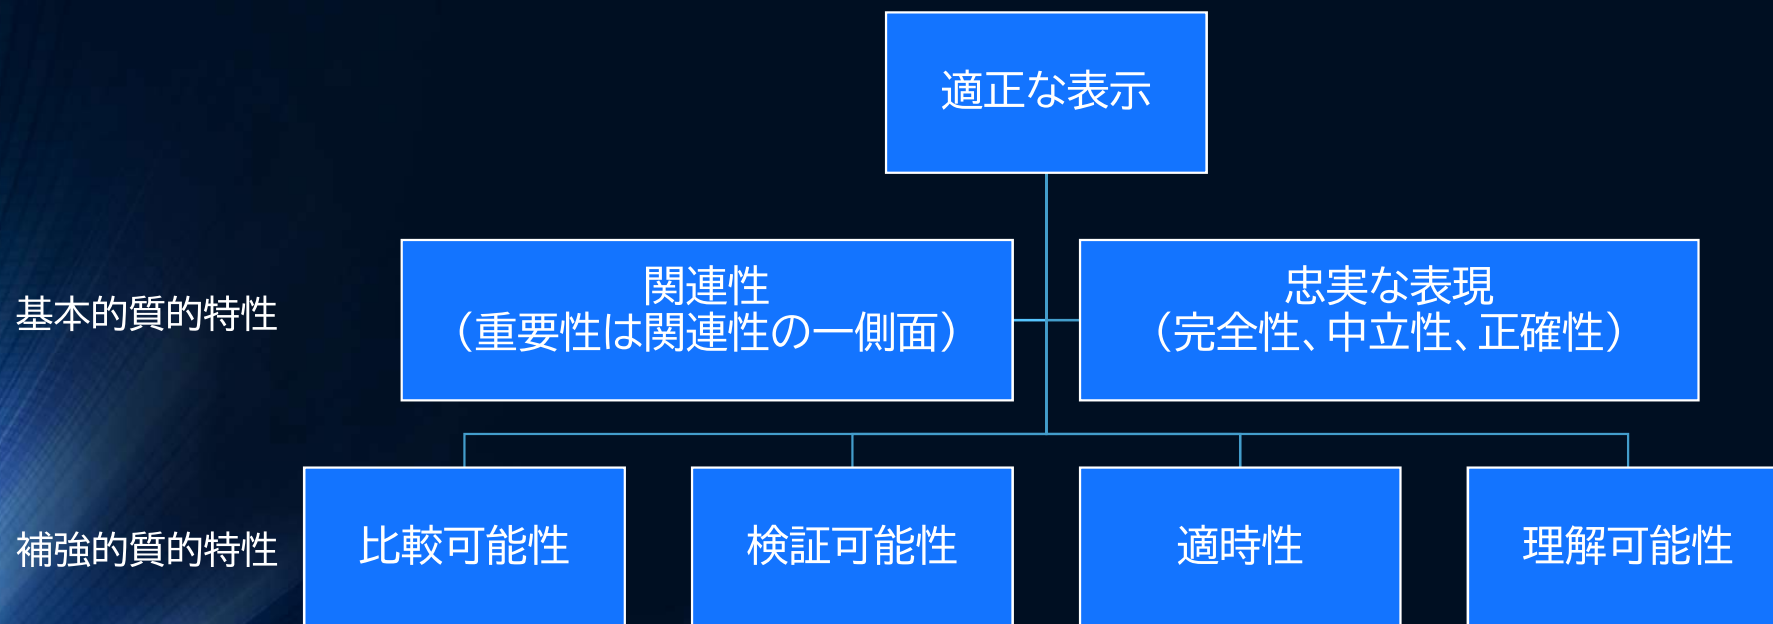 適正な表示
基本的質的特性
関連性
（重要性は関連性の一側面）
忠実な表現
（完全性、中立性、正確性）
補強的質的特性
比較可能性
検証可能性
適時性
理解可能性